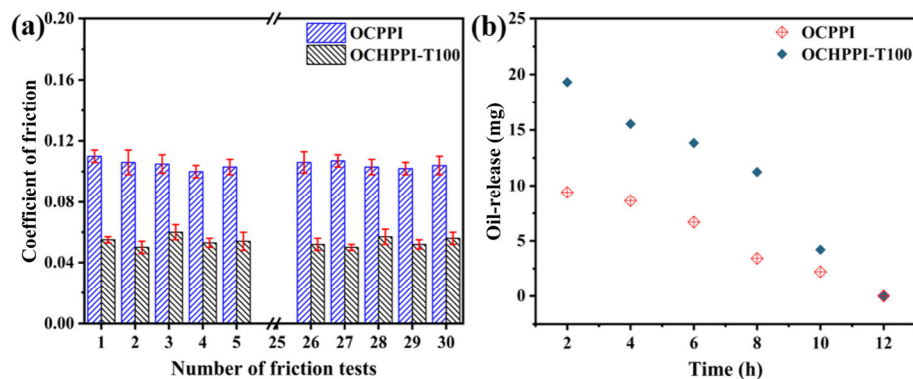 (a)
0.20
0.16
0.12
0.08
0.04
0.00
Coefficient of friction
OCPPI
OCHPPI-T100
1 2 3 4 5 25 26 27 28 29 30
Number of friction tests
(b)
20
15
10
5
0
Oil-release (mg)
OCPPI
OCHPPI-T100
2 4 6 8 10 12
Time (h)